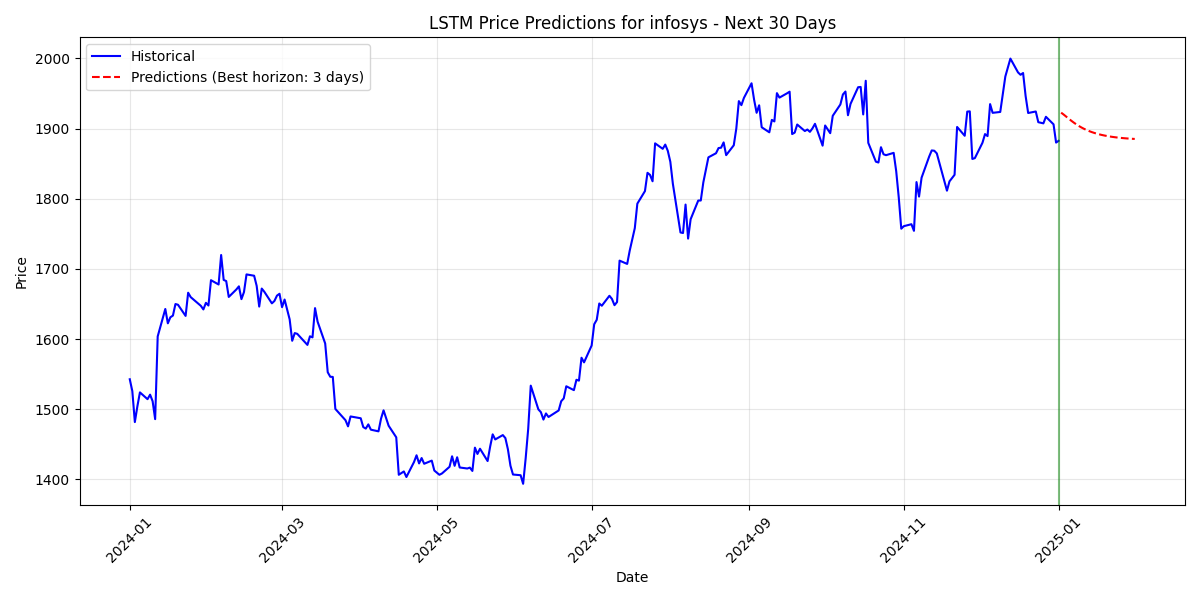 LSTM Price Predictions for infosys - Next 30 Days
Historical
Predictions (Best horizon: 3 days)
Price
2000
1900
1800
1700
1600
1500
1400
2024-01
2024-03
2024-05
2024-07
2024-09
2024-11
2025-01
Date